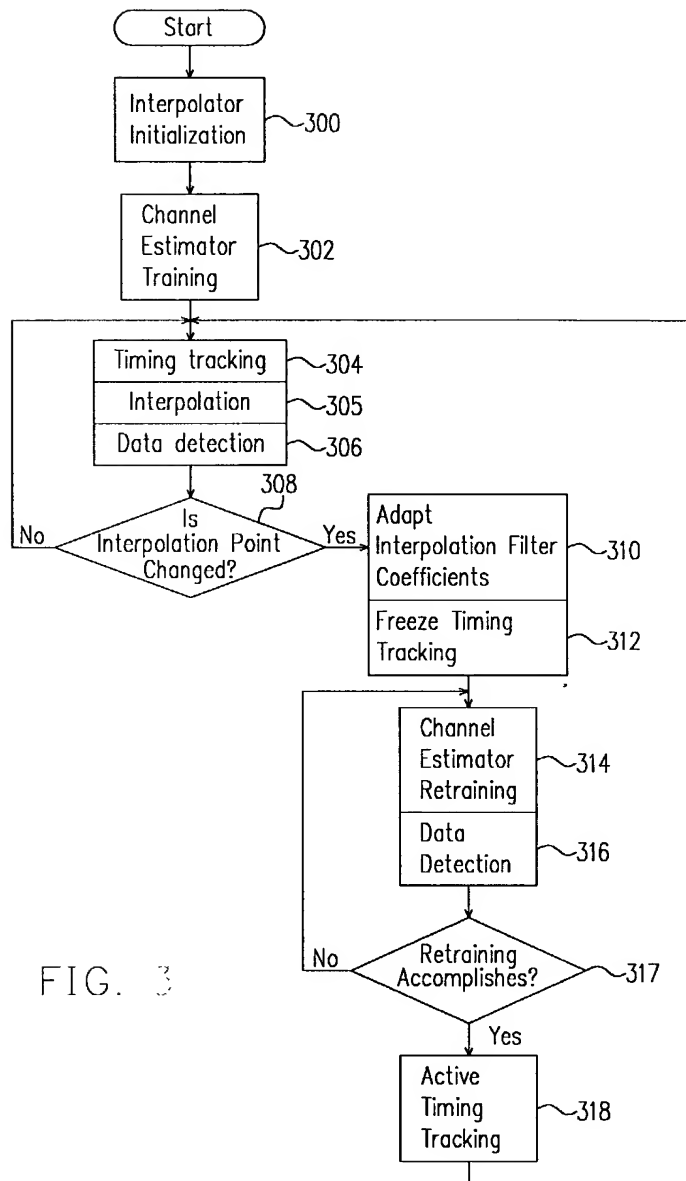 Start
Interpolator
Initialization
300
Channel
Estimator
Training
302
Timing tracking
304
Interpolation
305
Data detection
306
308
Is
Interpolation Point
Changed?
No
Yes
Adapt
Interpolation Filter
Coefficients
310
Freeze Timing
Tracking
312
Channel
Estimator
Retraining
314
Data
Detection
316
Retraining
Accomplishes?
317
No
Yes
Active
Timing
Tracking
318
FIG. 3